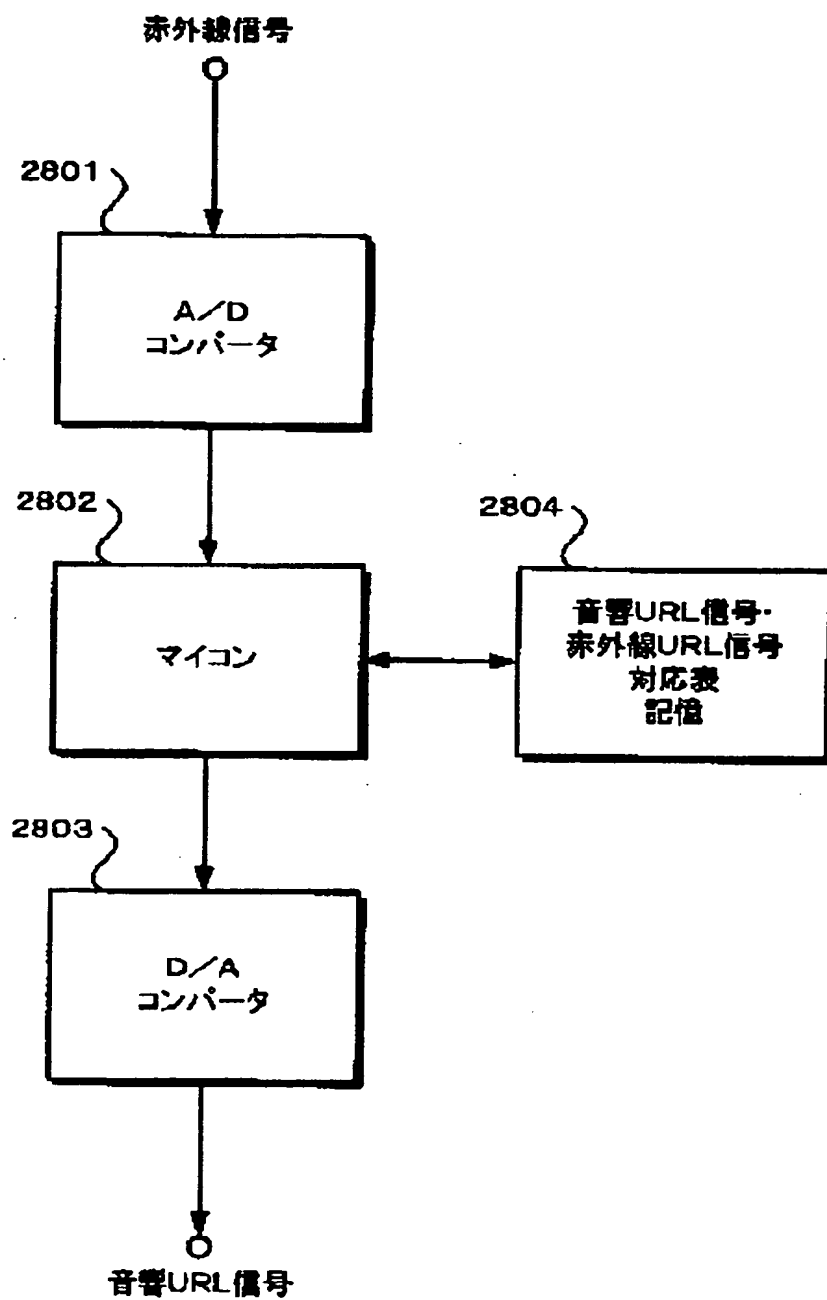 赤外線信号
2801
A/D
コンバータ
2802
マイコン
2804
音響URL信号・
赤外線URL信号
対応表
記憶
2803
D/A
コンバータ
音響URL信号